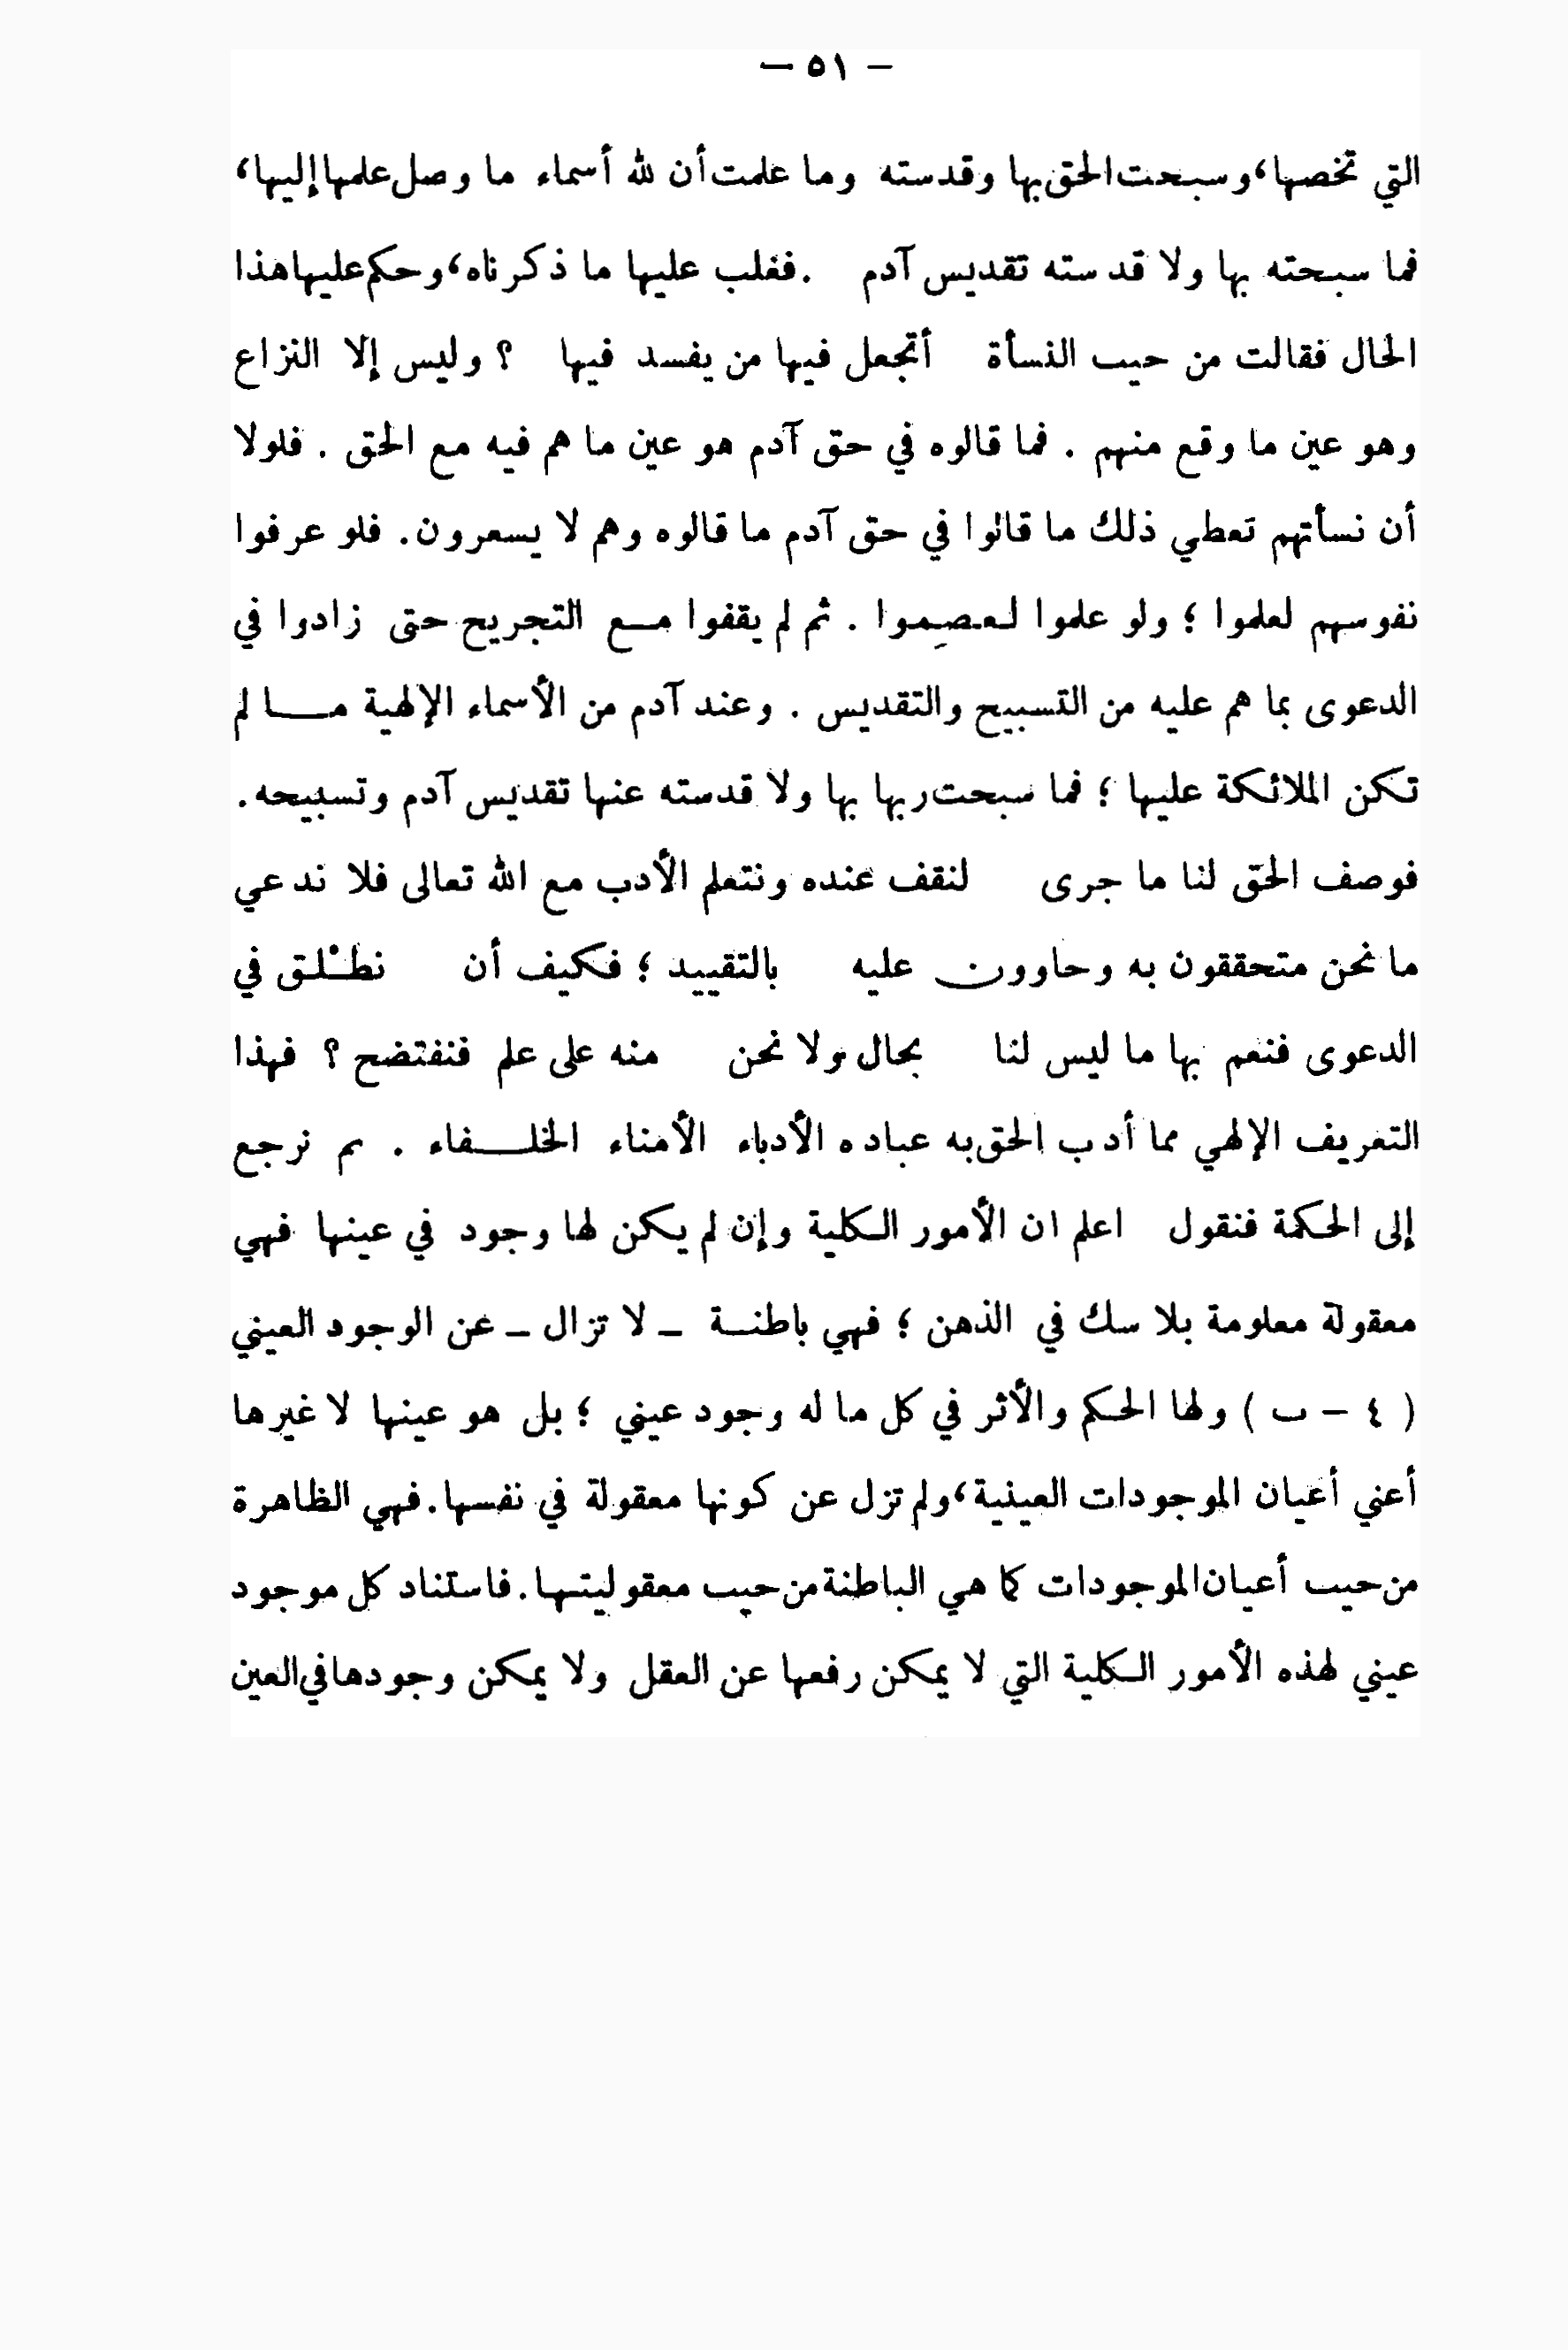 — ٥١ —
التي تخصها، وسبحت الحق بها وقدسته وما علمت أن لله أسماء ما وصل علمها إليها،
فما سبحته بها ولا قدسته تقديس آدم . فغلب عليها ما ذكرناه، وحكم عليها هذا
الحال فقالت من حيث النشأة أتجعل فيها من يفسد فيها ؟ وليس إلا النزاع
وهو عين ما وقع منهم . فما قالوه في حق آدم هو عين ما هم فيه مع الحق . فلولا
أن نشأتهم تعطي ذلك ما قالوا في حق آدم ما قالوه وهم لا يشعرون. فلو عرفوا
نفوسهم لعلموا ؛ ولو علموا لعصِموا . ثم لم يقفوا مع التجريح حتى زادوا في
الدعوى بما هم عليه من التسبيح والتقديس . وعند آدم من الأسماء الإلهية ما لم
تكن الملائكة عليها ؛ فما سبحت ربها بها ولا قدسته عنها تقديس آدم وتسبيحه.
فوصف الحق لنا ما جرى لنقف عنده ونتعلم الأدب مع الله تعالى فلا ندعي
ما نحن متحققون به وحاوون عليه بالتقييد ؛ فكيف أن نطْلق في
الدعوى فنعم بها ما ليس لنا بحال ولا نحن منه على علم فنفتضح ؟ فهذا
التعريف الإلهي مما أدب الحق به عباده الأدباء الأمناء الخلفاء . ثم نرجع
إلى الحكمة فنقول اعلم ان الأمور الكلية وإن لم يكن لها وجود في عينها فهي
معقولة معلومة بلا شك في الذهن ؛ فهي باطنة – لا تزال – عن الوجود العيني
( ٤ – ب ) ولها الحكم والأثر في كل ما له وجود عيني ؛ بل هو عينها لا غيرها
أعني أعيان الموجودات العينية، ولم تزل عن كونها معقولة في نفسها. فهي الظاهرة
من حيث أعيان الموجودات كما هي الباطنة من حيث معقوليتها. فاستناد كل موجود
عيني لهذه الأمور الكلية التي لا يمكن رفعها عن العقل ولا يمكن وجودها في العين